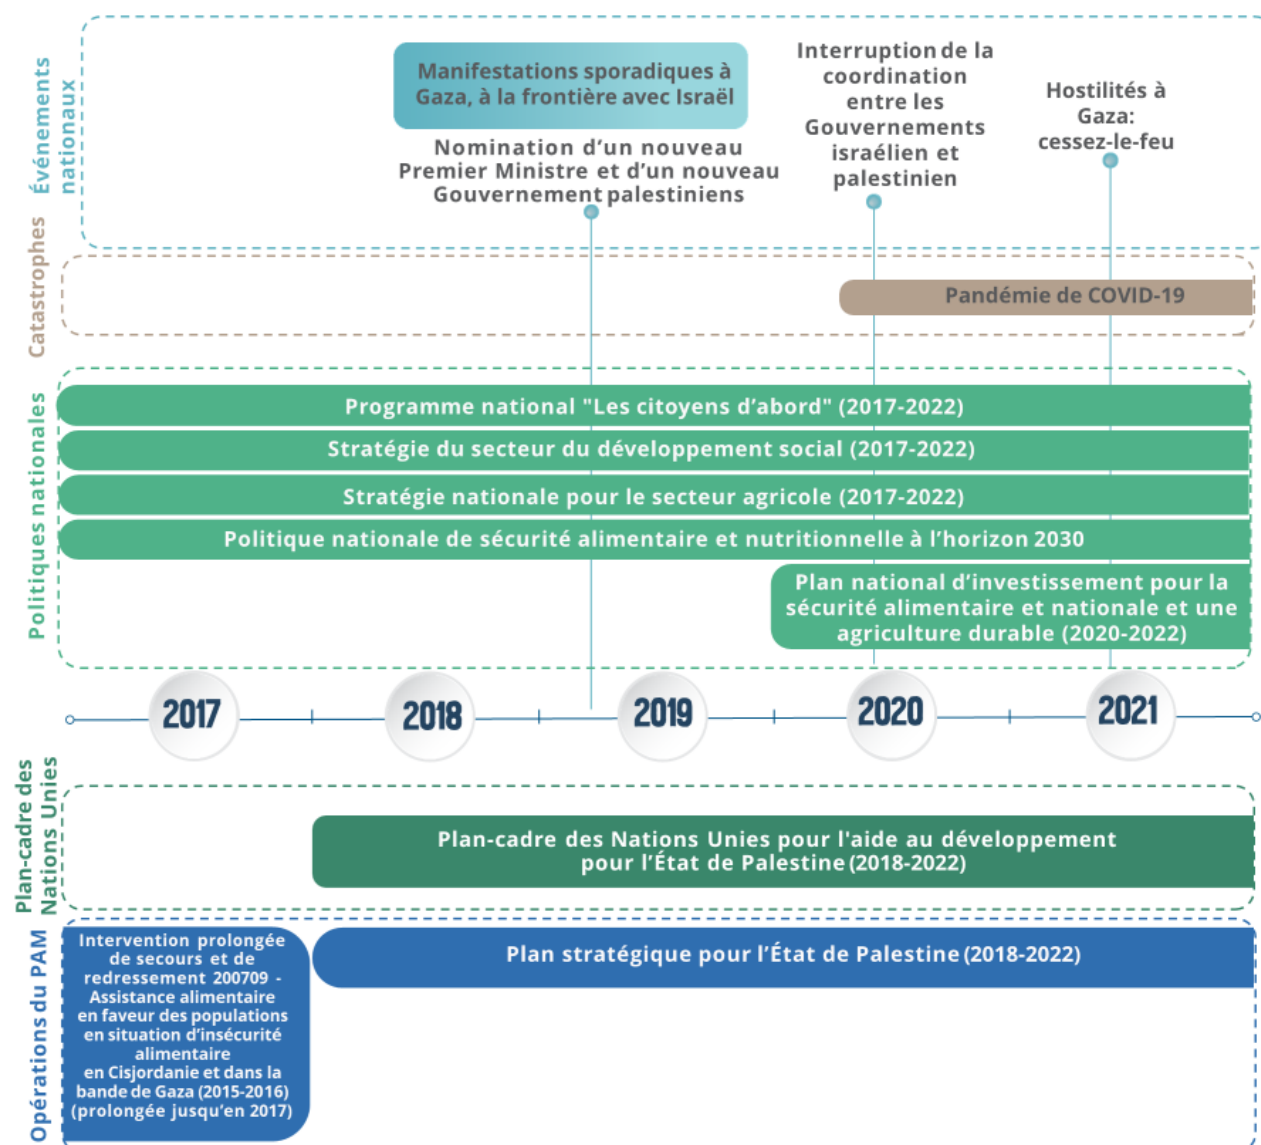 Événements
nationaux
Manifestations sporadiques à
Gaza, à la frontière avec Israël
Nomination d’un nouveau
Premier Ministre et d’un nouveau
Gouvernement palestiniens
Interruption de la
coordination
entre les
Gouvernements
israélien et
palestinien
Hostilités à
Gaza:
cessez-le-feu
Catastrophes
Pandémie de COVID-19
Politiques nationales
Programme national "Les citoyens d’abord" (2017-2022)
Stratégie du secteur du développement social (2017-2022)
Stratégie nationale pour le secteur agricole (2017-2022)
Politique nationale de sécurité alimentaire et nutritionnelle à l’horizon 2030
Plan national d’investissement pour la
sécurité alimentaire et nationale et une
agriculture durable (2020-2022)
2017
2018
2019
2020
2021
Plan-cadre des
Nations Unies
Plan-cadre des Nations Unies pour l'aide au développement
pour l’État de Palestine (2018-2022)
Opérations du PAM
Intervention prolongée
de secours et de
redressement 200709 -
Assistance alimentaire
en faveur des populations
en situation d’insécurité
alimentaire
en Cisjordanie et dans la
bande de Gaza (2015-2016)
(prolongée jusqu’en 2017)
Plan stratégique pour l’État de Palestine (2018-2022)